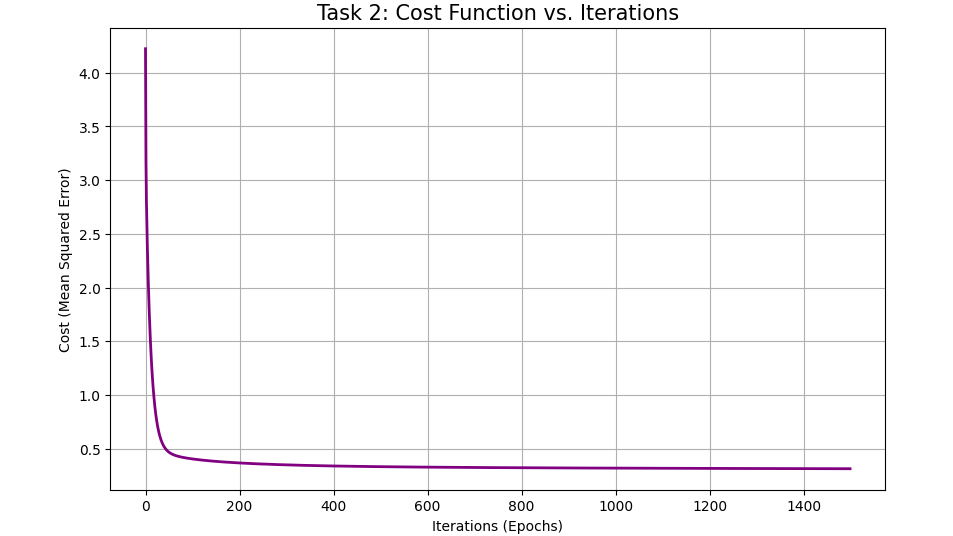 Task 2: Cost Function vs. Iterations
Cost (Mean Squared Error)
4.0
3.5
3.0
2.5
2.0
1.5
1.0
0.5
0 200 400 600 800 1000 1200 1400
Iterations (Epochs)